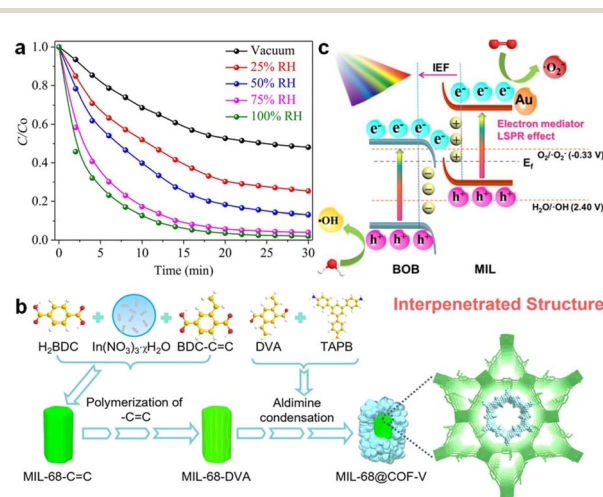 a
C/Co
1.0
0.8
0.6
0.4
0.2
0.0
0 5 10 15 20 25 30
Time (min)
Vacuum
25% RH
50% RH
75% RH
100% RH
c
IEF
·O₂⁻
e⁻ e⁻ e⁻
Au
e⁻ e⁻ e⁻ e⁻
Electron mediator
LSPR effect
O₂/·O₂⁻ (-0.33 V)
E_f
H₂O/·OH (2.40 V)
h⁺ h⁺ h⁺
·OH
h⁺ h⁺ h⁺
BOB MIL
b
H₂BDC In(NO₃)₃·χH₂O BDC-C=C DVA TAPB
Interpenetrated Structure
Polymerization of
-C=C
Aldimine
condensation
MIL-68-C=C MIL-68-DVA MIL-68@COF-V